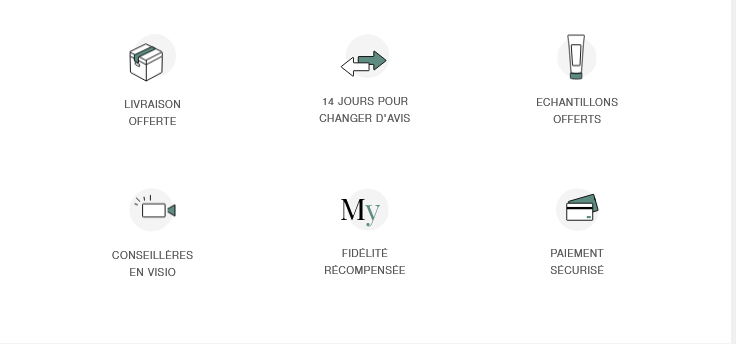 LIVRAISON
OFFERTE
14 JOURS POUR
CHANGER D'AVIS
ECHANTILLONS
OFFERTS
CONSEILLÈRES
EN VISIO
My
FIDÉLITÉ
RÉCOMPENSÉE
PAIEMENT
SÉCURISÉ